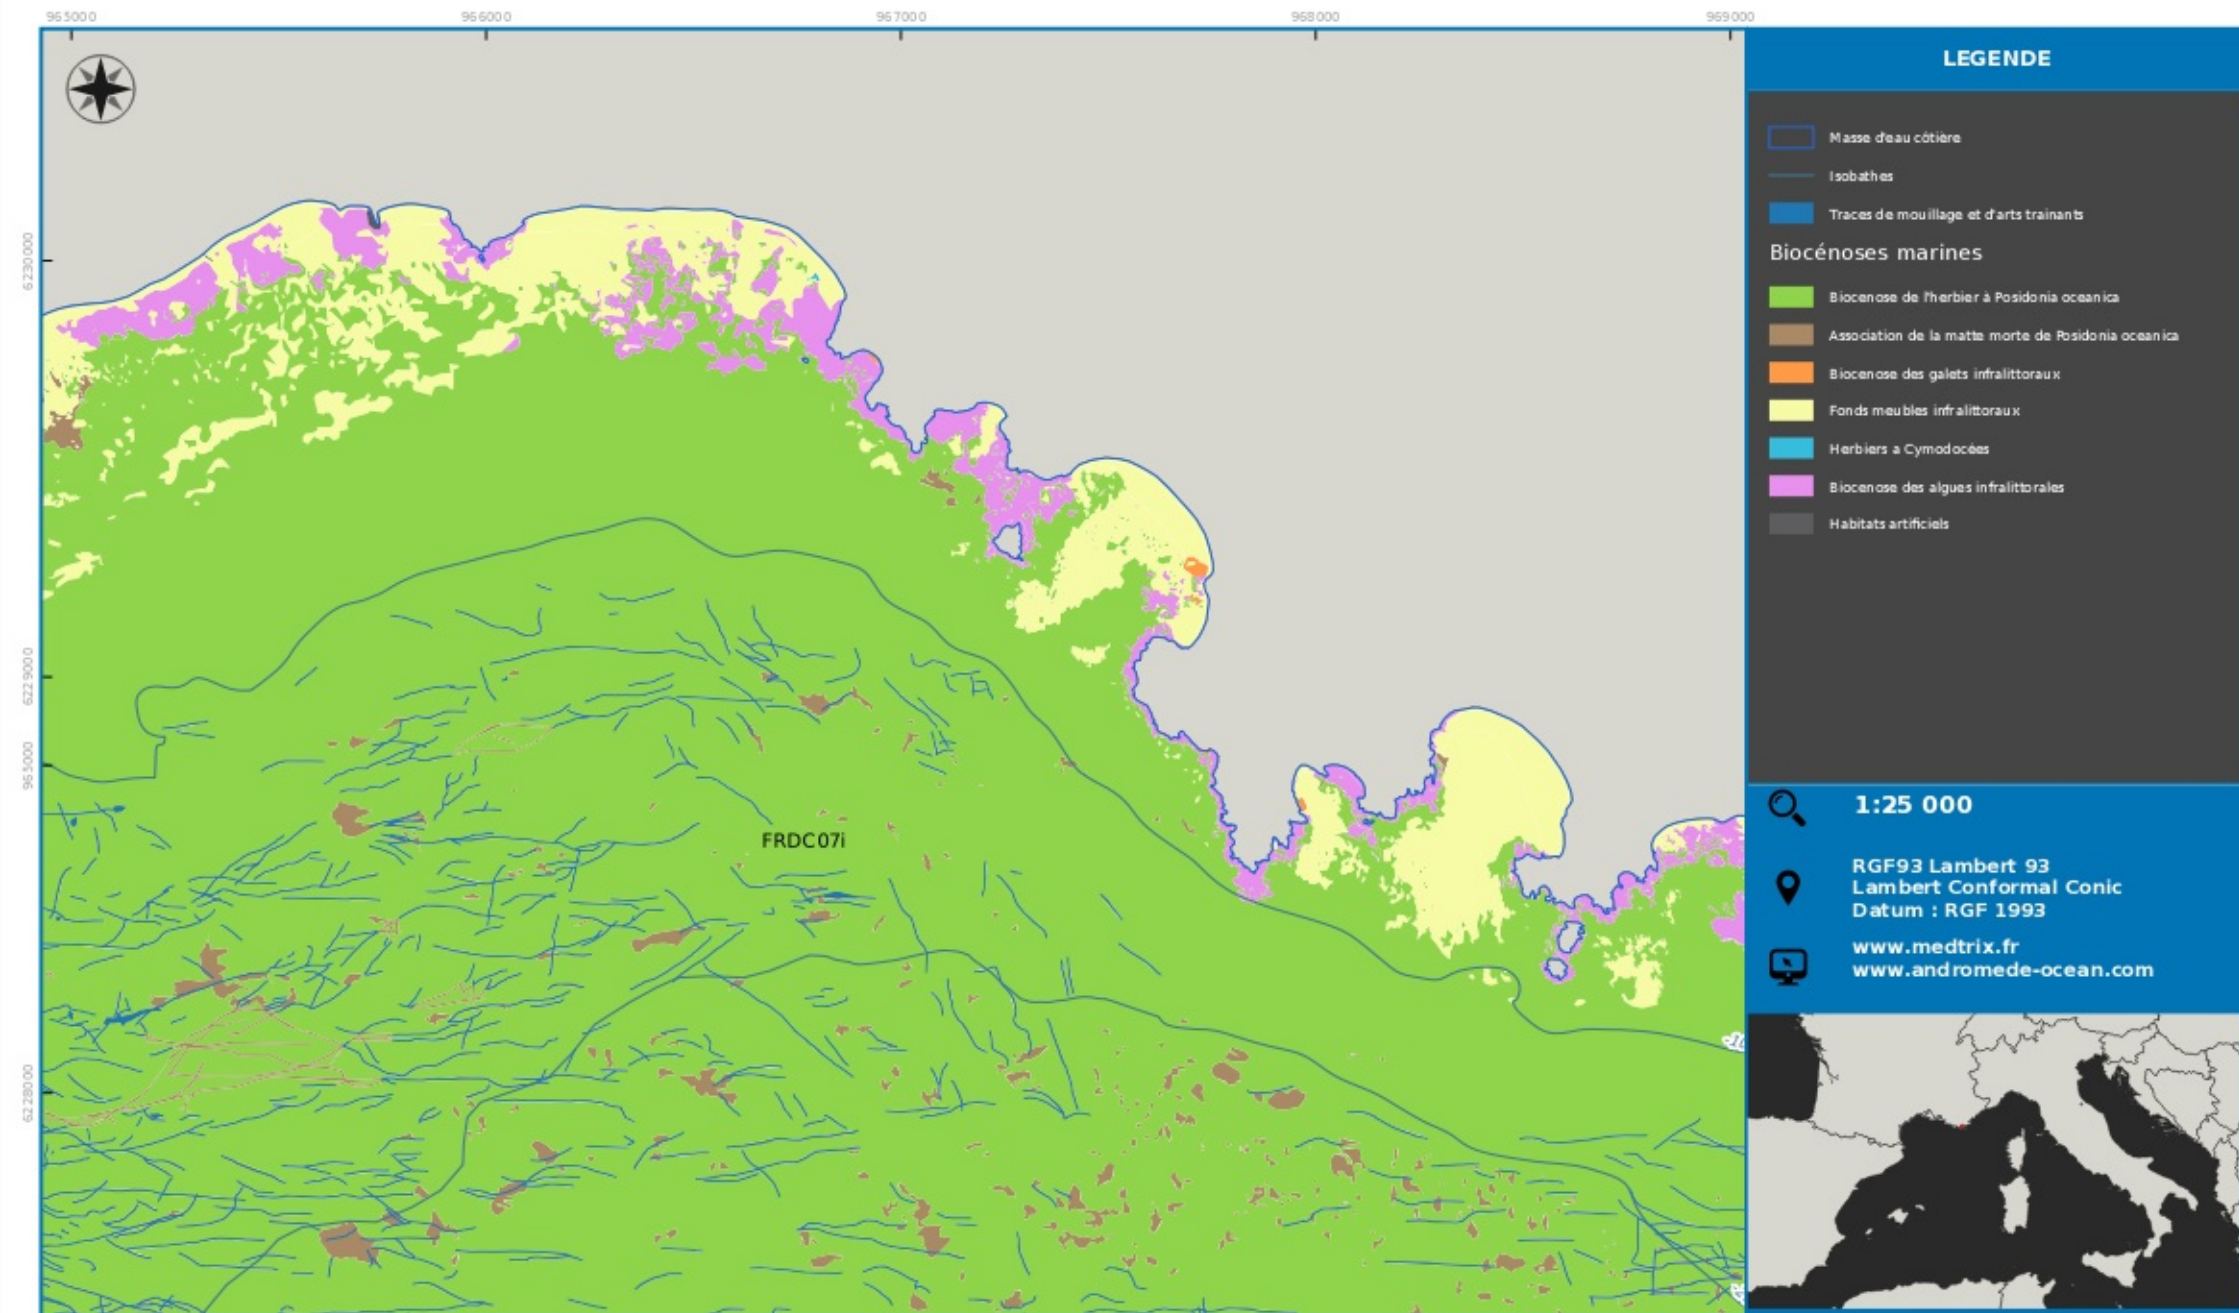 965000 966000 967000 968000 969000
6230000
6229000
965000
6228000
FRDC07i
LEGENDE
Masse d'eau côtière
Isobathes
Traces de mouillage et d'arts trainants
Biocénoses marines
Biocenose de l'herbier à Posidonia oceanica
Association de la matte morte de Posidonia oceanica
Biocenose des galets infralittoraux
Fonds meubles infralittoraux
Herbiers a Cymodocées
Biocenose des algues infralittorales
Habitats artificiels
1:25 000
RGF93 Lambert 93
Lambert Conformal Conic
Datum : RGF 1993
www.medtrix.fr
www.andromede-ocean.com